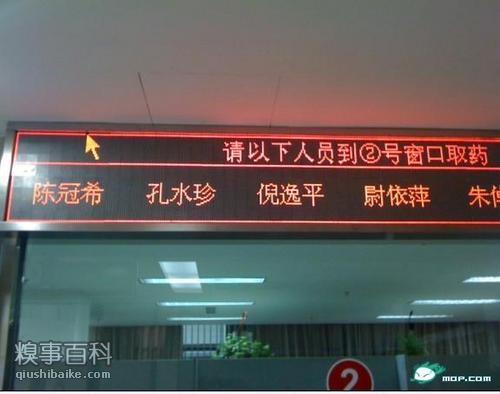 请以下人员到②号窗口取药
陈冠希 孔水珍 倪逸平 尉依萍 朱
2
糗事百科
qiushibaike.com
MOP.COM